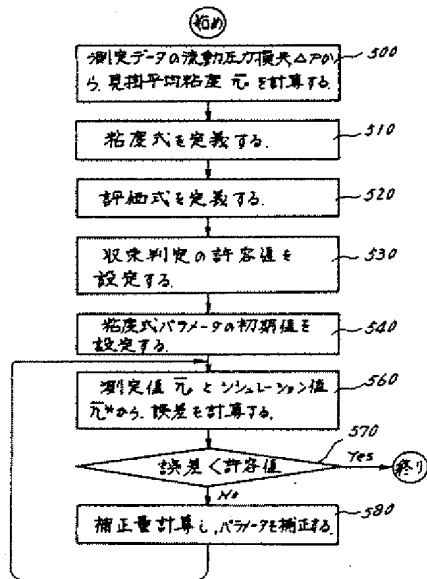 始め
測定データの流動圧力損失△Pか
ら、見掛平均粘度 η̅。を計算する。
500
粘度式を定義する。
510
評価式を定義する。
520
収束判定の許容値を
設定する。
530
粘度式パラメータの初期値を
設定する。
540
測定値 η̅。とシシュレーション値
η̅*から、誤差を計算する。
560
570
誤差<許容値
Yes
終り
No
580
補正量計算し、パラメータを補正する。